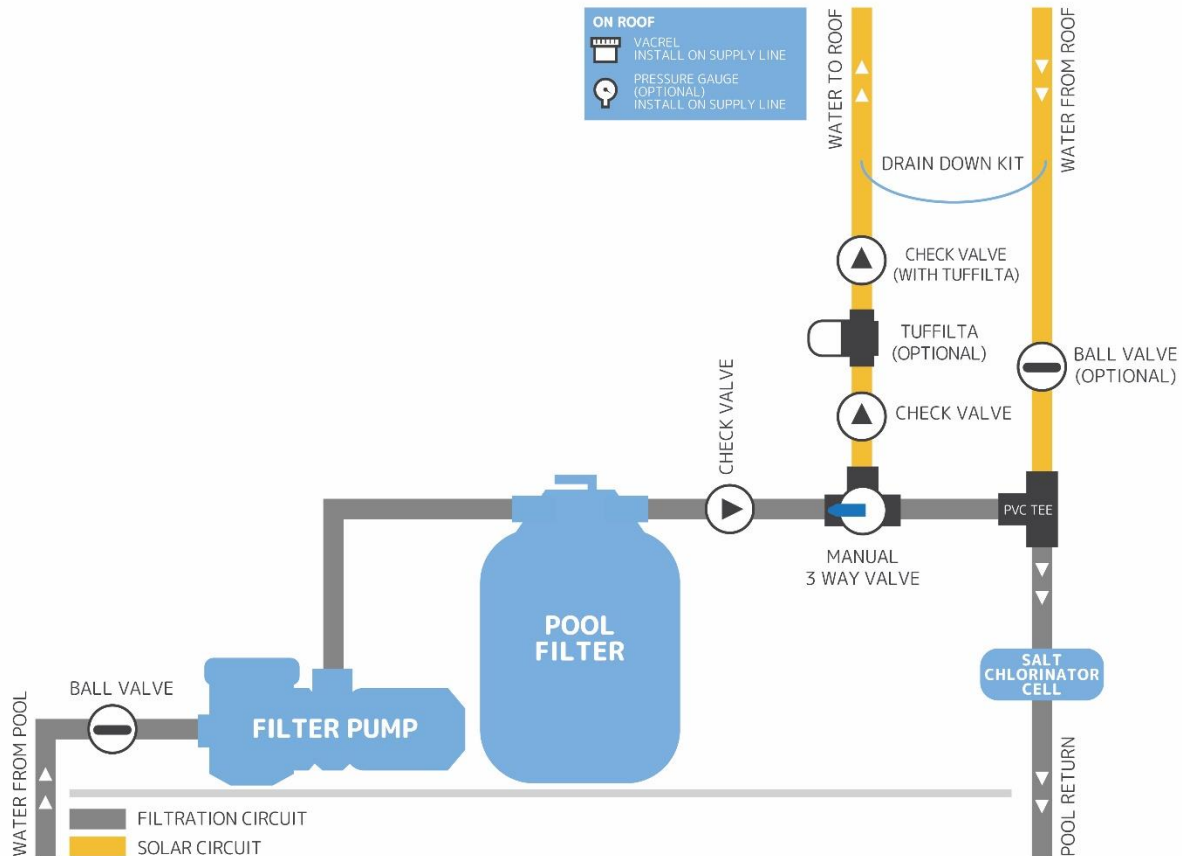 ON ROOF
VACREL
INSTALL ON SUPPLY LINE
PRESSURE GAUGE
(OPTIONAL)
INSTALL ON SUPPLY LINE
WATER TO ROOF
WATER FROM ROOF
DRAIN DOWN KIT
CHECK VALVE
(WITH TUFFILTA)
TUFFILTA
(OPTIONAL)
BALL VALVE
(OPTIONAL)
CHECK VALVE
CHECK VALVE
PVC TEE
MANUAL
3 WAY VALVE
POOL
FILTER
SALT
CHLORINATOR
CELL
BALL VALVE
FILTER PUMP
WATER FROM POOL
POOL RETURN
FILTRATION CIRCUIT
SOLAR CIRCUIT